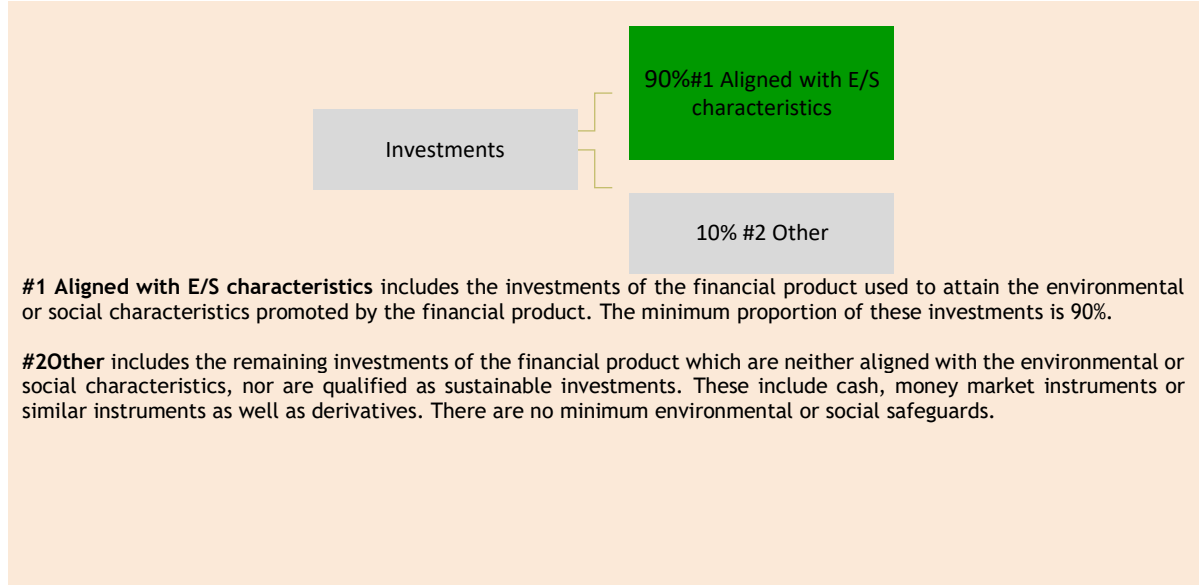 90%#1 Aligned with E/S
characteristics
Investments
10% #2 Other
#1 Aligned with E/S characteristics includes the investments of the financial product used to attain the environmental
or social characteristics promoted by the financial product. The minimum proportion of these investments is 90%.
#2Other includes the remaining investments of the financial product which are neither aligned with the environmental or
social characteristics, nor are qualified as sustainable investments. These include cash, money market instruments or
similar instruments as well as derivatives. There are no minimum environmental or social safeguards.